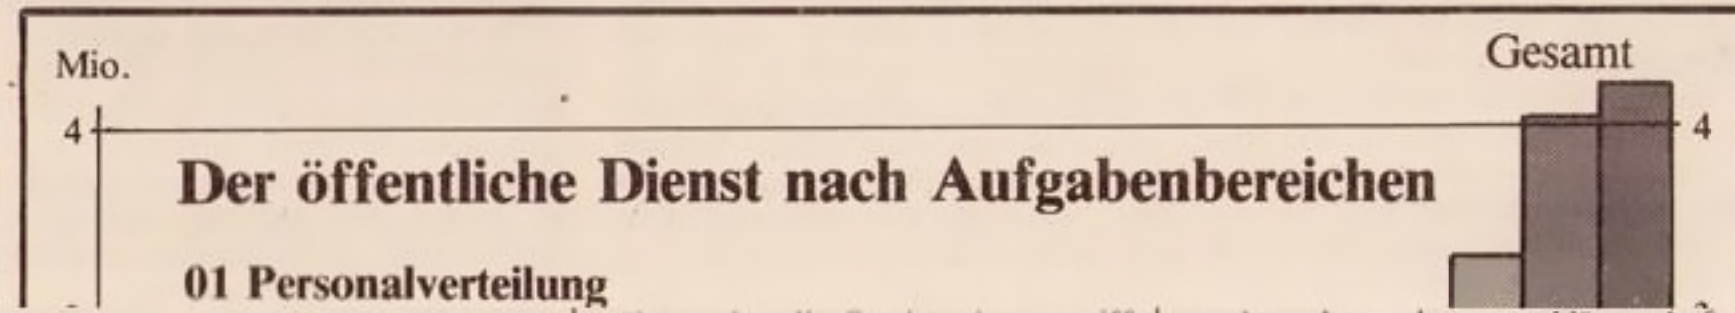 Mio.
Gesamt
4
4
Der öffentliche Dienst nach Aufgabenbereichen
01 Personalverteilung